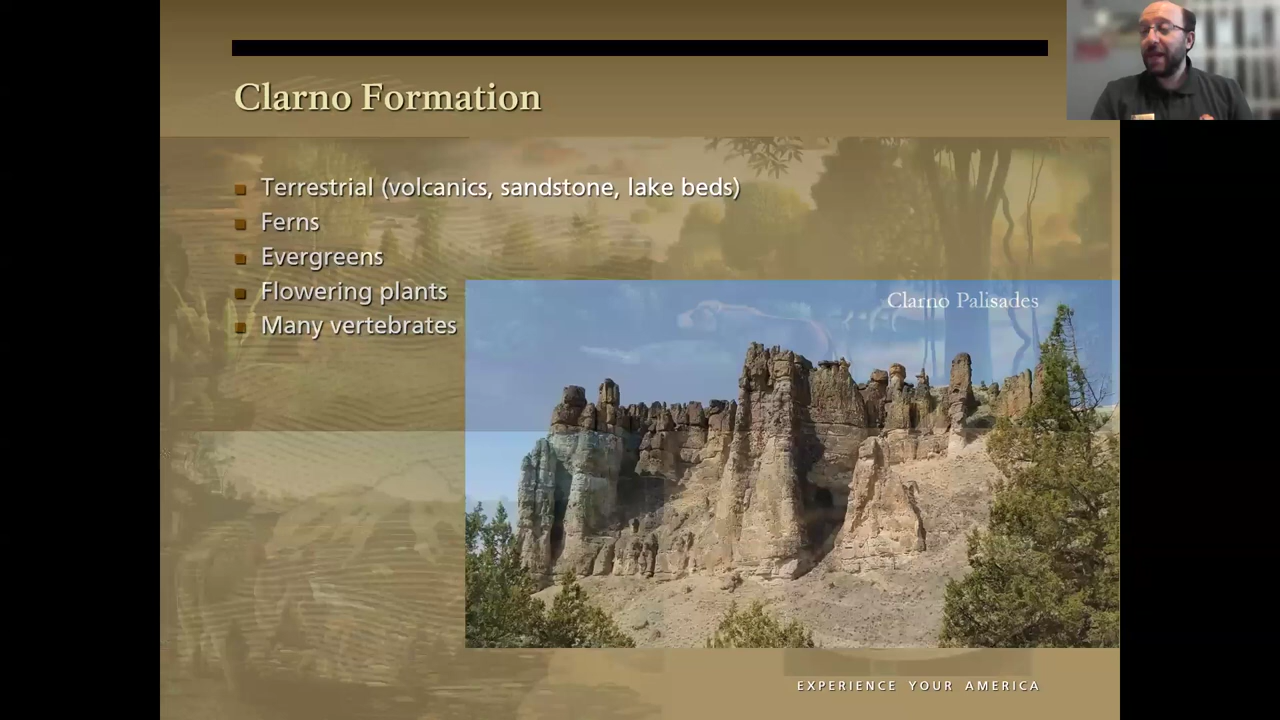 Clarno Formation
Terrestrial (volcanics, sandstone, lake beds)
Ferns
Evergreens
Flowering plants
Many vertebrates
Clarno Palisades
EXPERIENCE YOUR AMERICA